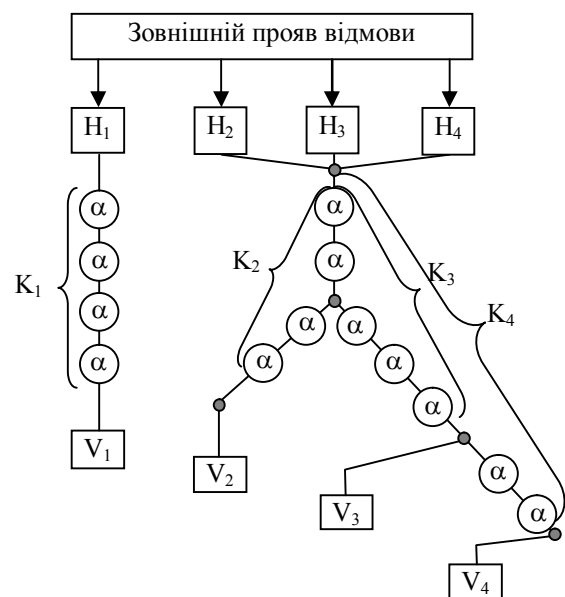 Зовнішній прояв відмови
H₁ H₂ H₃ H₄
α α
K₂ K₃
α α
K₁
α α α K₄
α α α
α
V₁ V₂ α
V₃ α
V₄